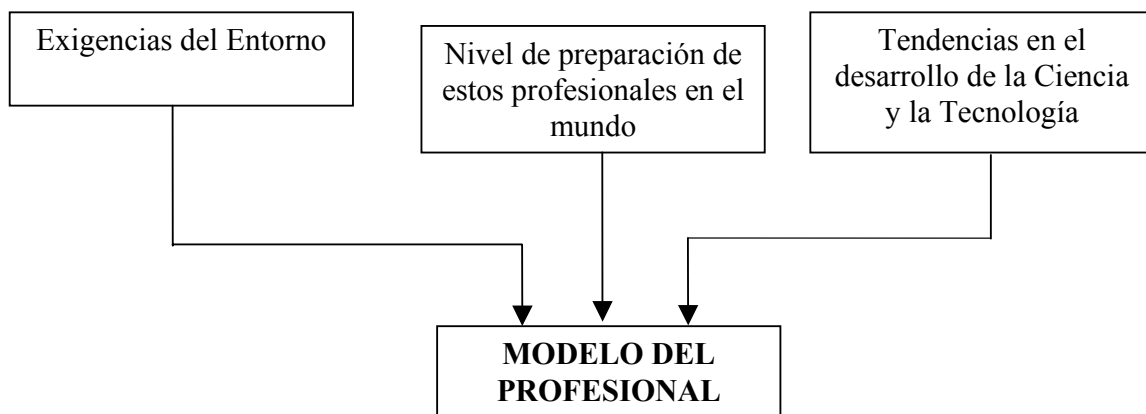 Exigencias del Entorno
Nivel de preparación de
estos profesionales en el
mundo
Tendencias en el
desarrollo de la Ciencia
y la Tecnología
MODELO DEL
PROFESIONAL